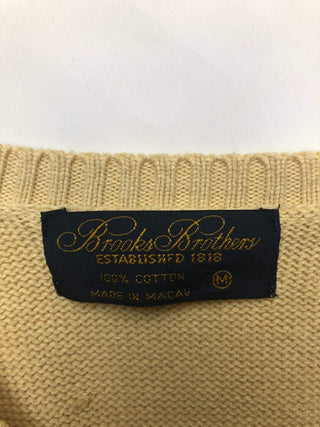 Brooks Brothers
ESTABLISHED 1818
100% COTTON M
MADE IN MACAU